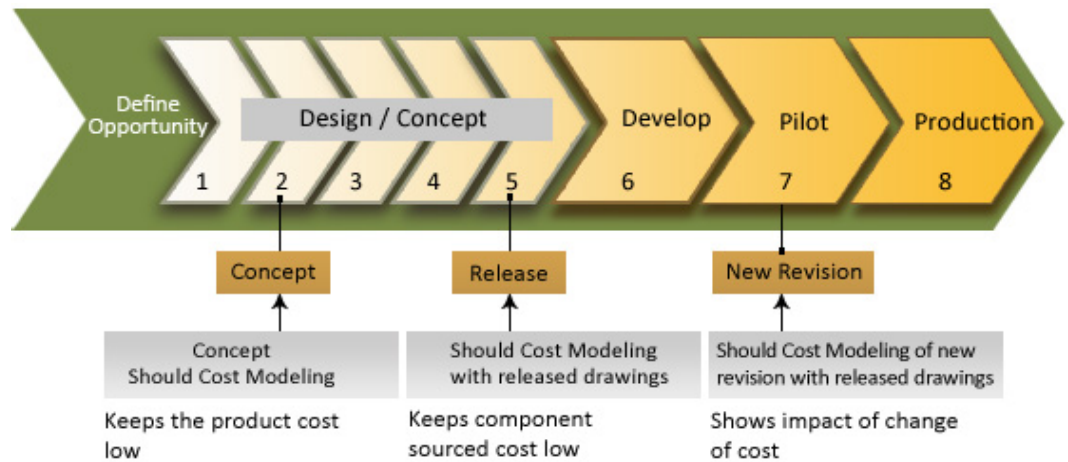 Define
Opportunity
Design / Concept
Develop
Pilot
Production
1
2
3
4
5
6
7
8
Concept
Release
New Revision
Concept
Should Cost Modeling
Should Cost Modeling
with released drawings
Should Cost Modeling of new
revision with released drawings
Keeps the product cost
low
Keeps component
sourced cost low
Shows impact of change
of cost